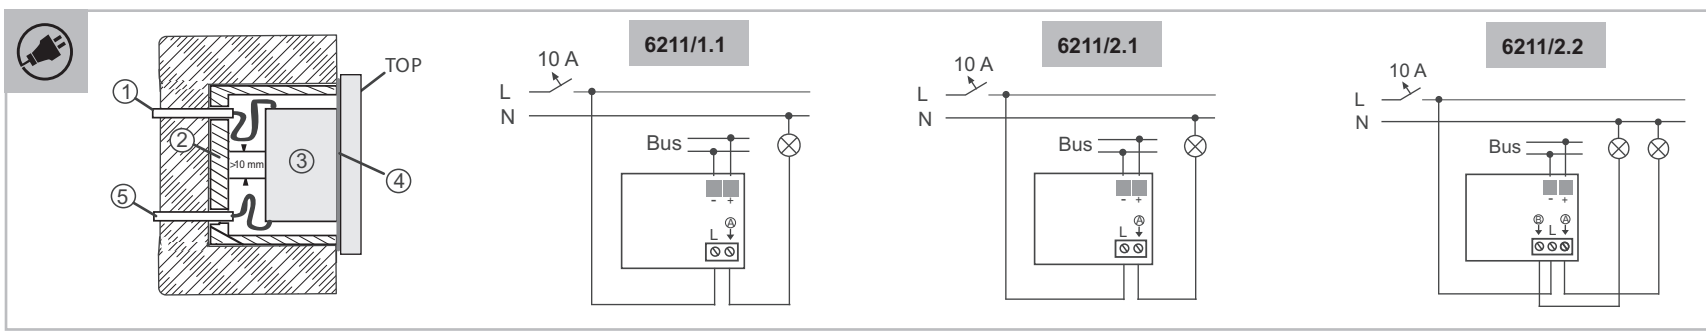 TOP
①
②
>10 mm
③
④
⑤
6211/1.1
10 A
L
N
Bus
- +
Ⓐ
L
6211/2.1
10 A
L
N
Bus
- +
Ⓐ
L
6211/2.2
10 A
L
N
Bus
- +
Ⓑ Ⓐ
L